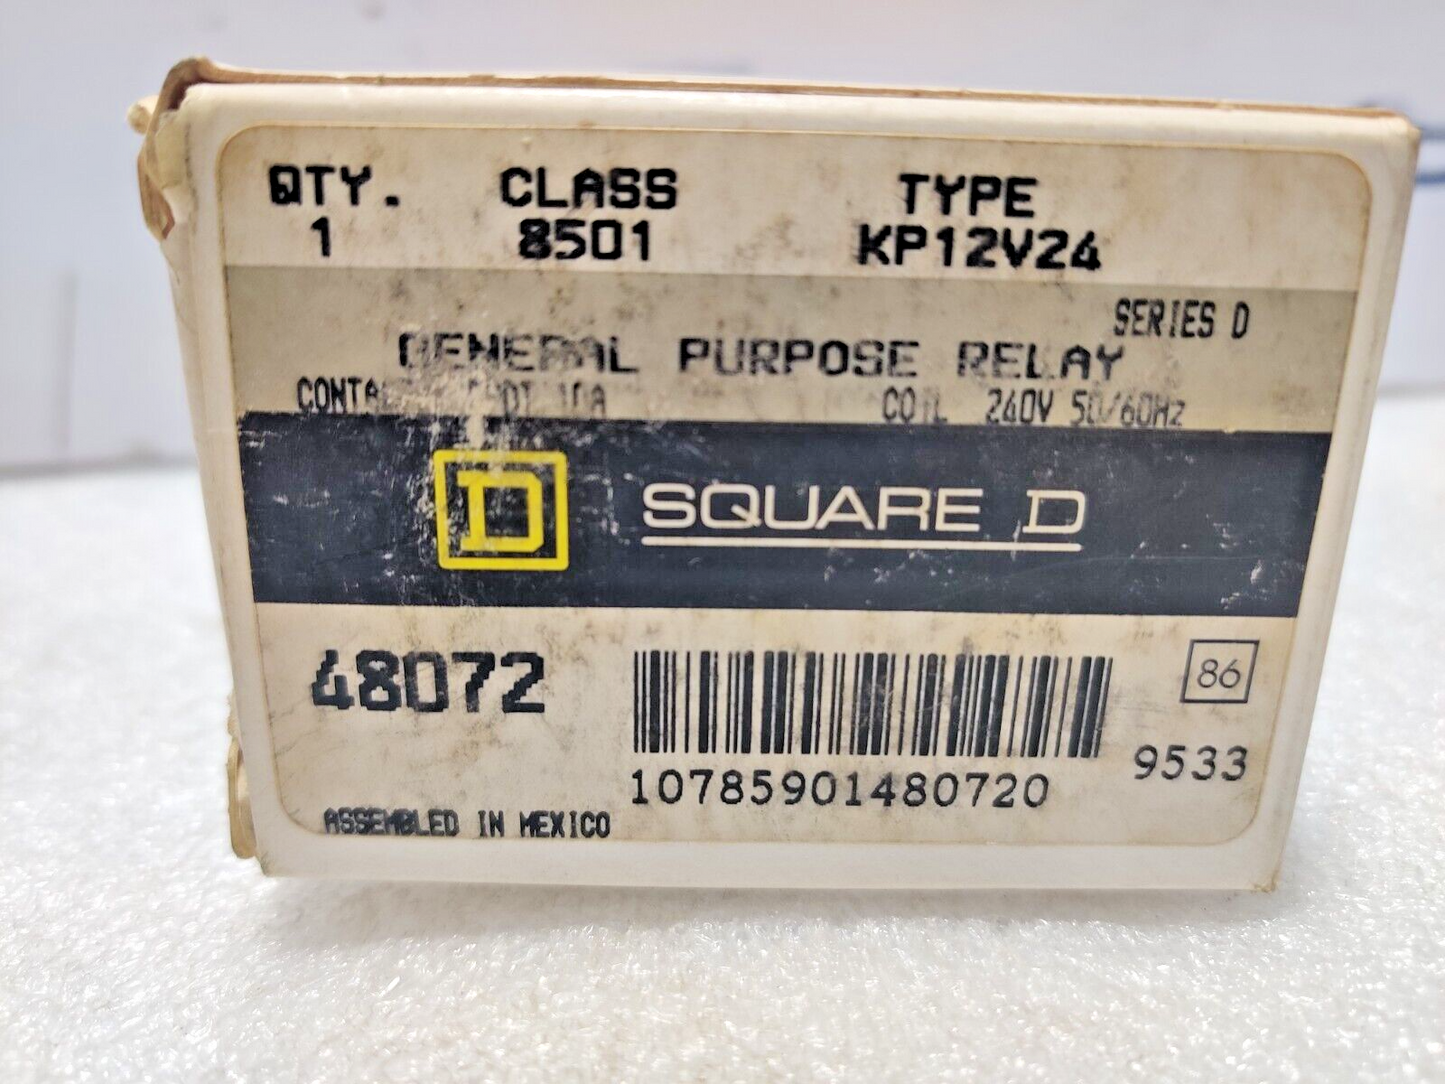 QTY. CLASS TYPE
1 8501 KP12V24
SERIES D
GENERAL PURPOSE RELAY
10A COIL 240V 50/60Hz
D SQUARE D
48072
86
9533
10785901480720
ASSEMBLED IN MEXICO